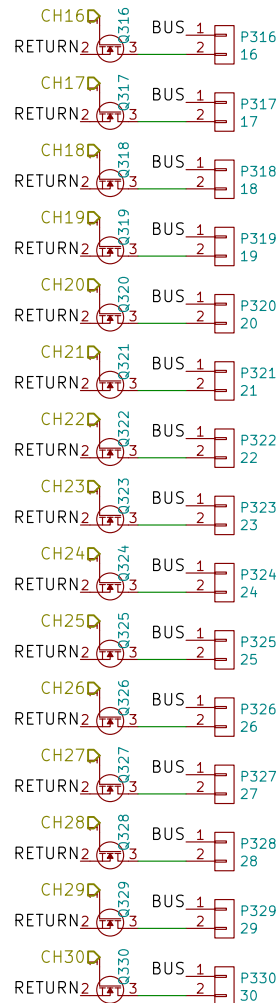 CH16 Q316 BUS 1 P316
RETURN 2 3 2 16
CH17 Q317 BUS 1 P317
RETURN 2 3 2 17
CH18 Q318 BUS 1 P318
RETURN 2 3 2 18
CH19 Q319 BUS 1 P319
RETURN 2 3 2 19
CH20 Q320 BUS 1 P320
RETURN 2 3 2 20
CH21 Q321 BUS 1 P321
RETURN 2 3 2 21
CH22 Q322 BUS 1 P322
RETURN 2 3 2 22
CH23 Q323 BUS 1 P323
RETURN 2 3 2 23
CH24 Q324 BUS 1 P324
RETURN 2 3 2 24
CH25 Q325 BUS 1 P325
RETURN 2 3 2 25
CH26 Q326 BUS 1 P326
RETURN 2 3 2 26
CH27 Q327 BUS 1 P327
RETURN 2 3 2 27
CH28 Q328 BUS 1 P328
RETURN 2 3 2 28
CH29 Q329 BUS 1 P329
RETURN 2 3 2 29
CH30 Q330 BUS 1 P330
RETURN 2 3 2 30